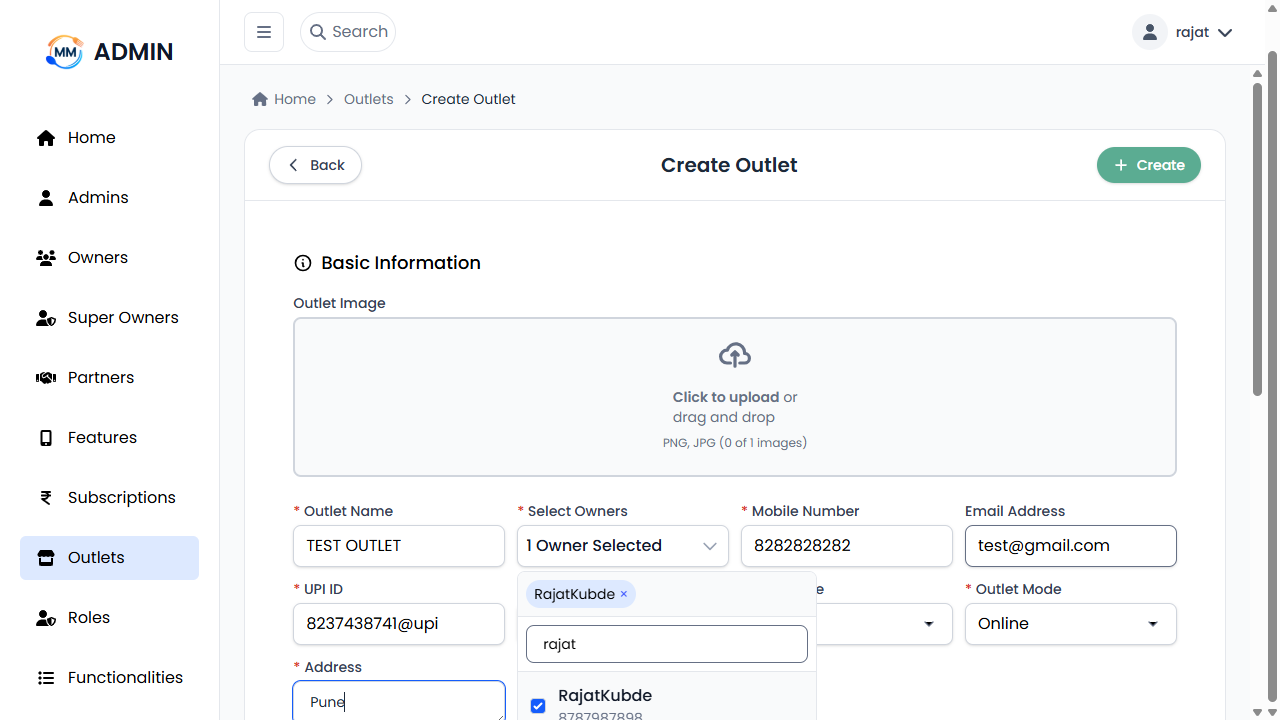 MM ADMIN
Search
rajat
Home
Admins
Owners
Super Owners
Partners
Features
Subscriptions
Outlets
Roles
Functionalities
Home > Outlets > Create Outlet
Back
Create Outlet
+ Create
Basic Information
Outlet Image
Click to upload or
drag and drop
PNG, JPG (0 of 1 images)
* Outlet Name
* Select Owners
* Mobile Number
Email Address
TEST OUTLET
1 Owner Selected
8282828282
test@gmail.com
* UPI ID
RajatKubde ×
e
* Outlet Mode
8237438741@upi
rajat
Online
* Address
Pune
RajatKubde
8787987898